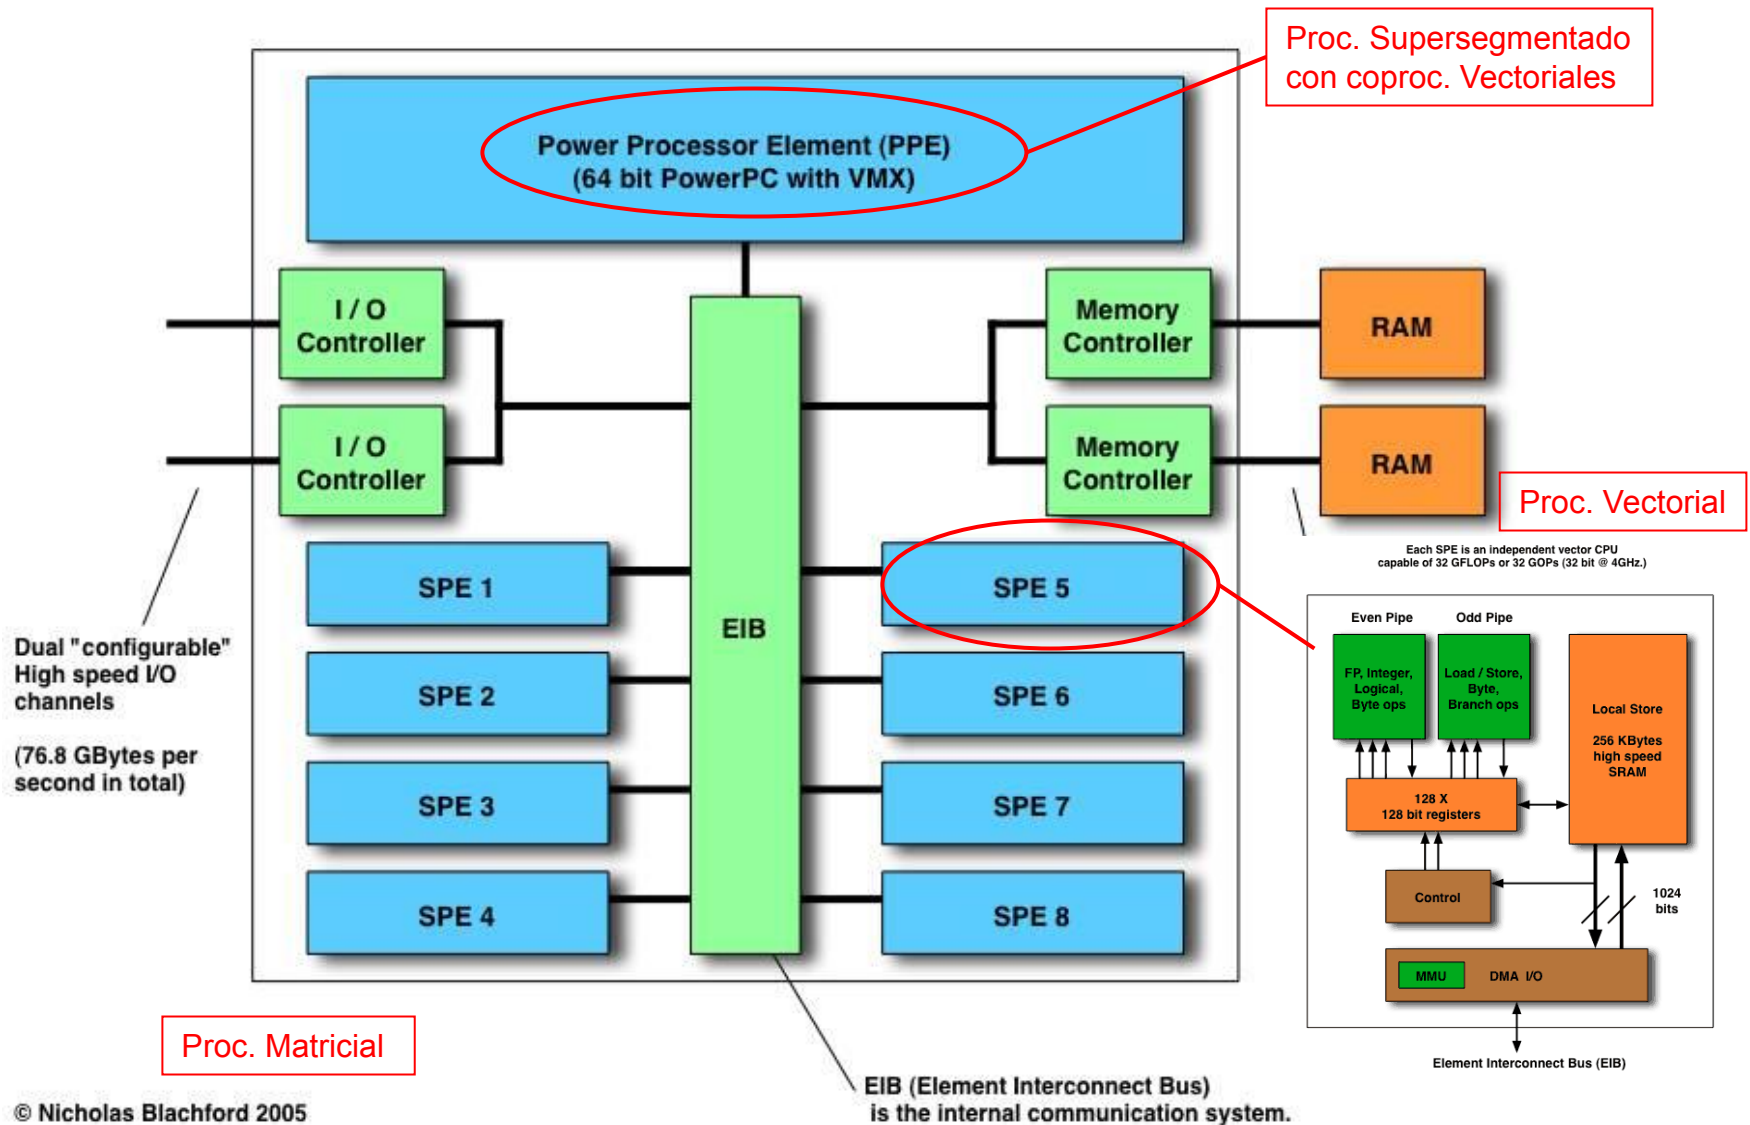 Proc. Supersegmentado
con coproc. Vectoriales
Power Processor Element (PPE)
(64 bit PowerPC with VMX)
I / O
Controller
I / O
Controller
Memory
Controller
Memory
Controller
RAM
RAM
Proc. Vectorial
EIB
SPE 1
SPE 2
SPE 3
SPE 4
SPE 5
SPE 6
SPE 7
SPE 8
Dual "configurable"
High speed I/O
channels
(76.8 GBytes per
second in total)
Each SPE is an independent vector CPU
capable of 32 GFLOPs or 32 GOPs (32 bit @ 4GHz.)
Even Pipe
Odd Pipe
FP, Integer,
Logical,
Byte ops
Load / Store,
Byte,
Branch ops
Local Store
256 KBytes
high speed
SRAM
128 X
128 bit registers
Control
1024
bits
MMU
DMA I/O
Element Interconnect Bus (EIB)
Proc. Matricial
EIB (Element Interconnect Bus)
is the internal communication system.
© Nicholas Blachford 2005